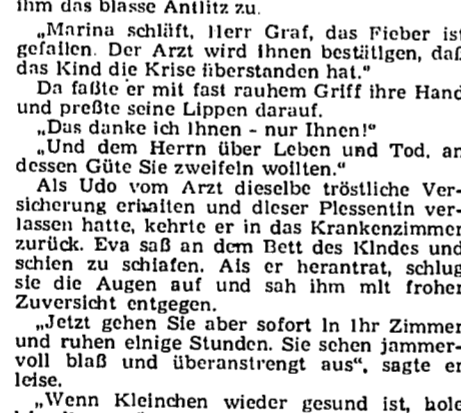 ihm das blasse Antlitz zu.
„Marina schläft, Herr Graf, das Fieber ist
gefallen. Der Arzt wird Ihnen bestätigen, daß
das Kind die Krise überstanden hat."
Da faßte er mit fast rauhem Griff ihre Hand
und preßte seine Lippen darauf.
„Das danke ich Ihnen - nur Ihnen!“
„Und dem Herrn über Leben und Tod, an
dessen Güte Sie zweifeln wollten.“
Als Udo vom Arzt dieselbe tröstliche Ver-
sicherung erhalten und dieser Plessentin ver-
lassen hatte, kehrte er in das Krankenzimmer
zurück. Eva saß an dem Bett des Kindes und
schien zu schlafen. Als er herantrat, schlug
sie die Augen auf und sah ihm mit froher
Zuversicht entgegen.
„Jetzt gehen Sie aber sofort in Ihr Zimmer
und ruhen einige Stunden. Sie sehen jammer-
voll blaß und überanstrengt aus“, sagte er
leise.
„Wenn Kleinchen wieder gesund ist, hole